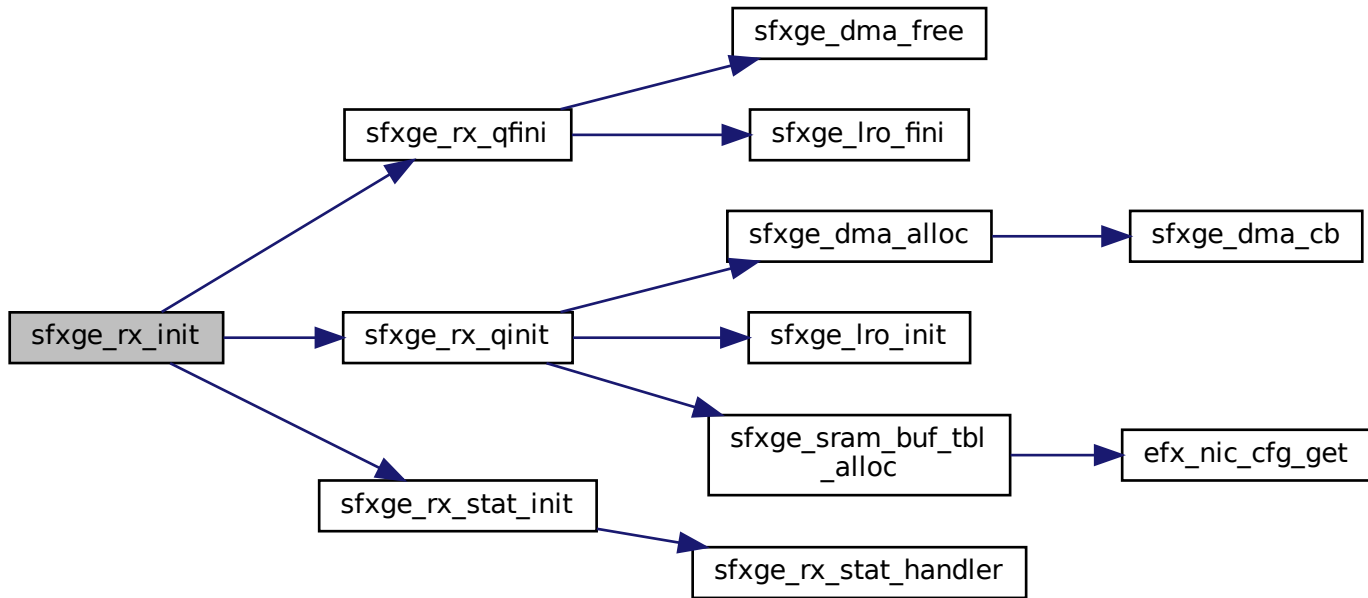 sfxge_dma_free
sfxge_rx_qfini
sfxge_lro_fini
sfxge_dma_alloc
sfxge_dma_cb
sfxge_rx_init
sfxge_rx_qinit
sfxge_lro_init
sfxge_sram_buf_tbl
_alloc
efx_nic_cfg_get
sfxge_rx_stat_init
sfxge_rx_stat_handler